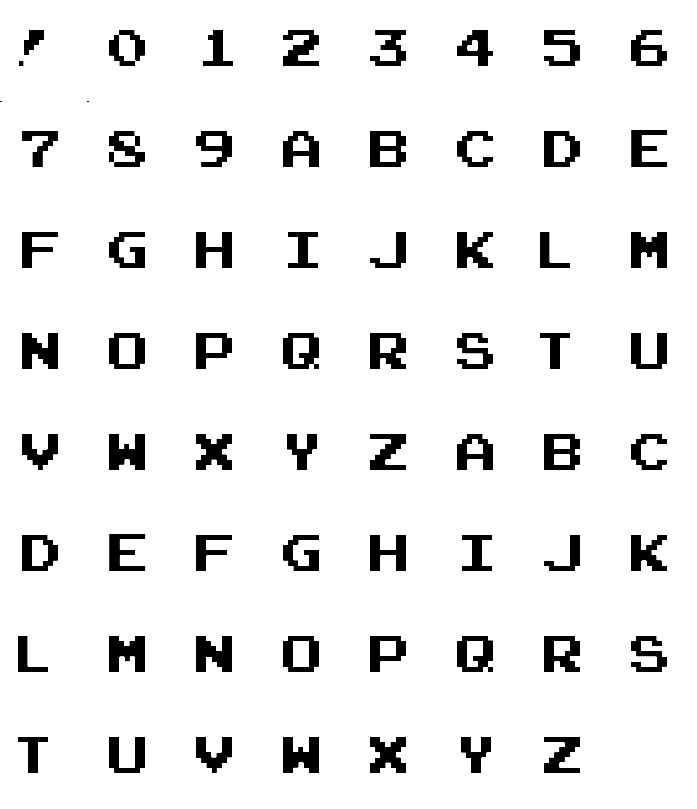 ! 0 1 2 3 4 5 6
7 8 9 A B C D E
F G H I J K L M
N O P Q R S T U
V W X Y Z A B C
D E F G H I J K
L M N O P Q R S
T U V W X Y Z